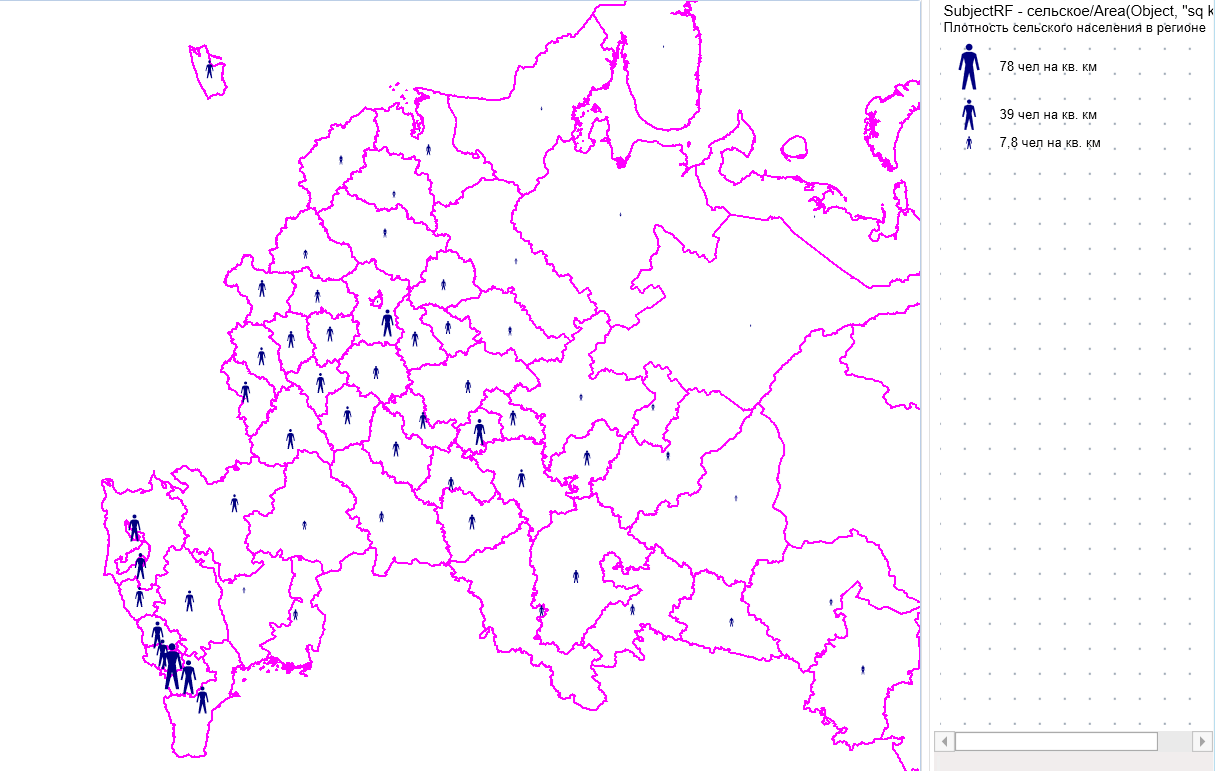 SubjectRF - сельское/Area(Object, "sq k
Плотность сельского населения в регионе
78 чел на кв. км
39 чел на кв. км
7,8 чел на кв. км